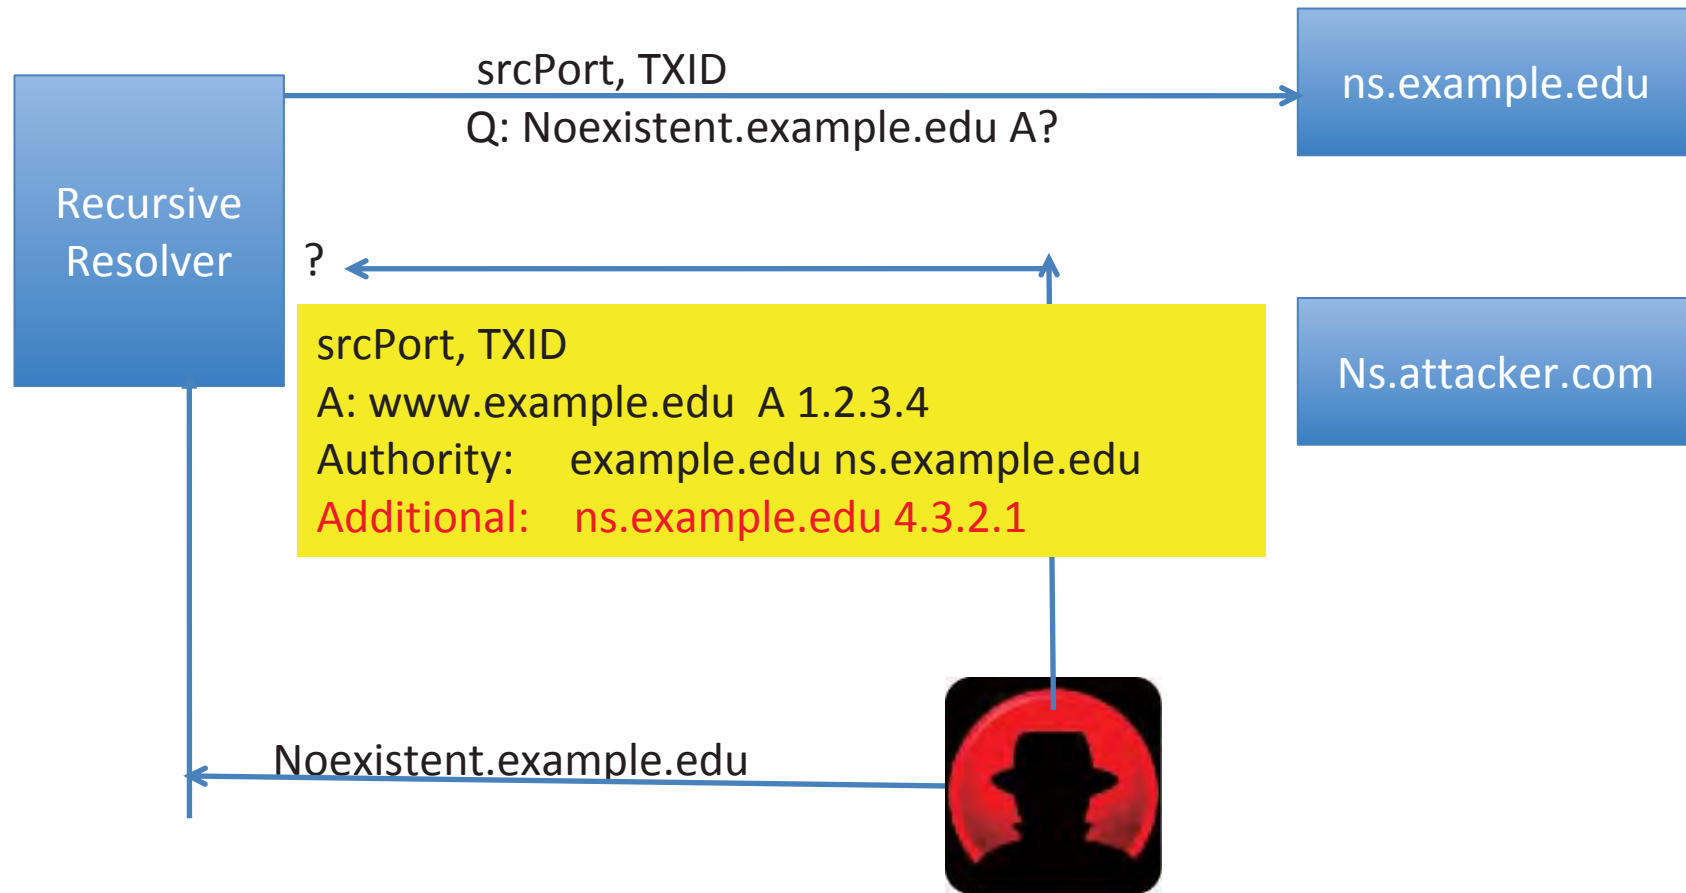 srcPort, TXID
ns.example.edu
Q: Noexistent.example.edu A?
Recursive
Resolver
?
srcPort, TXID
A: www.example.edu A 1.2.3.4
Authority: example.edu ns.example.edu
Additional: ns.example.edu 4.3.2.1
Ns.attacker.com
Noexistent.example.edu